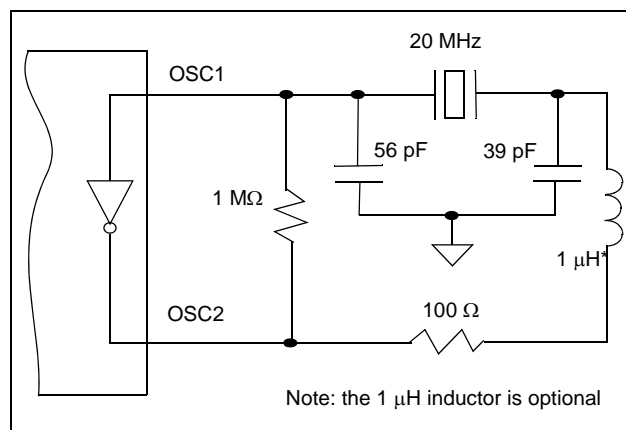 20 MHz
OSC1
56 pF
39 pF
1 MΩ
1 μH*
100 Ω
OSC2
Note: the 1 μH inductor is optional